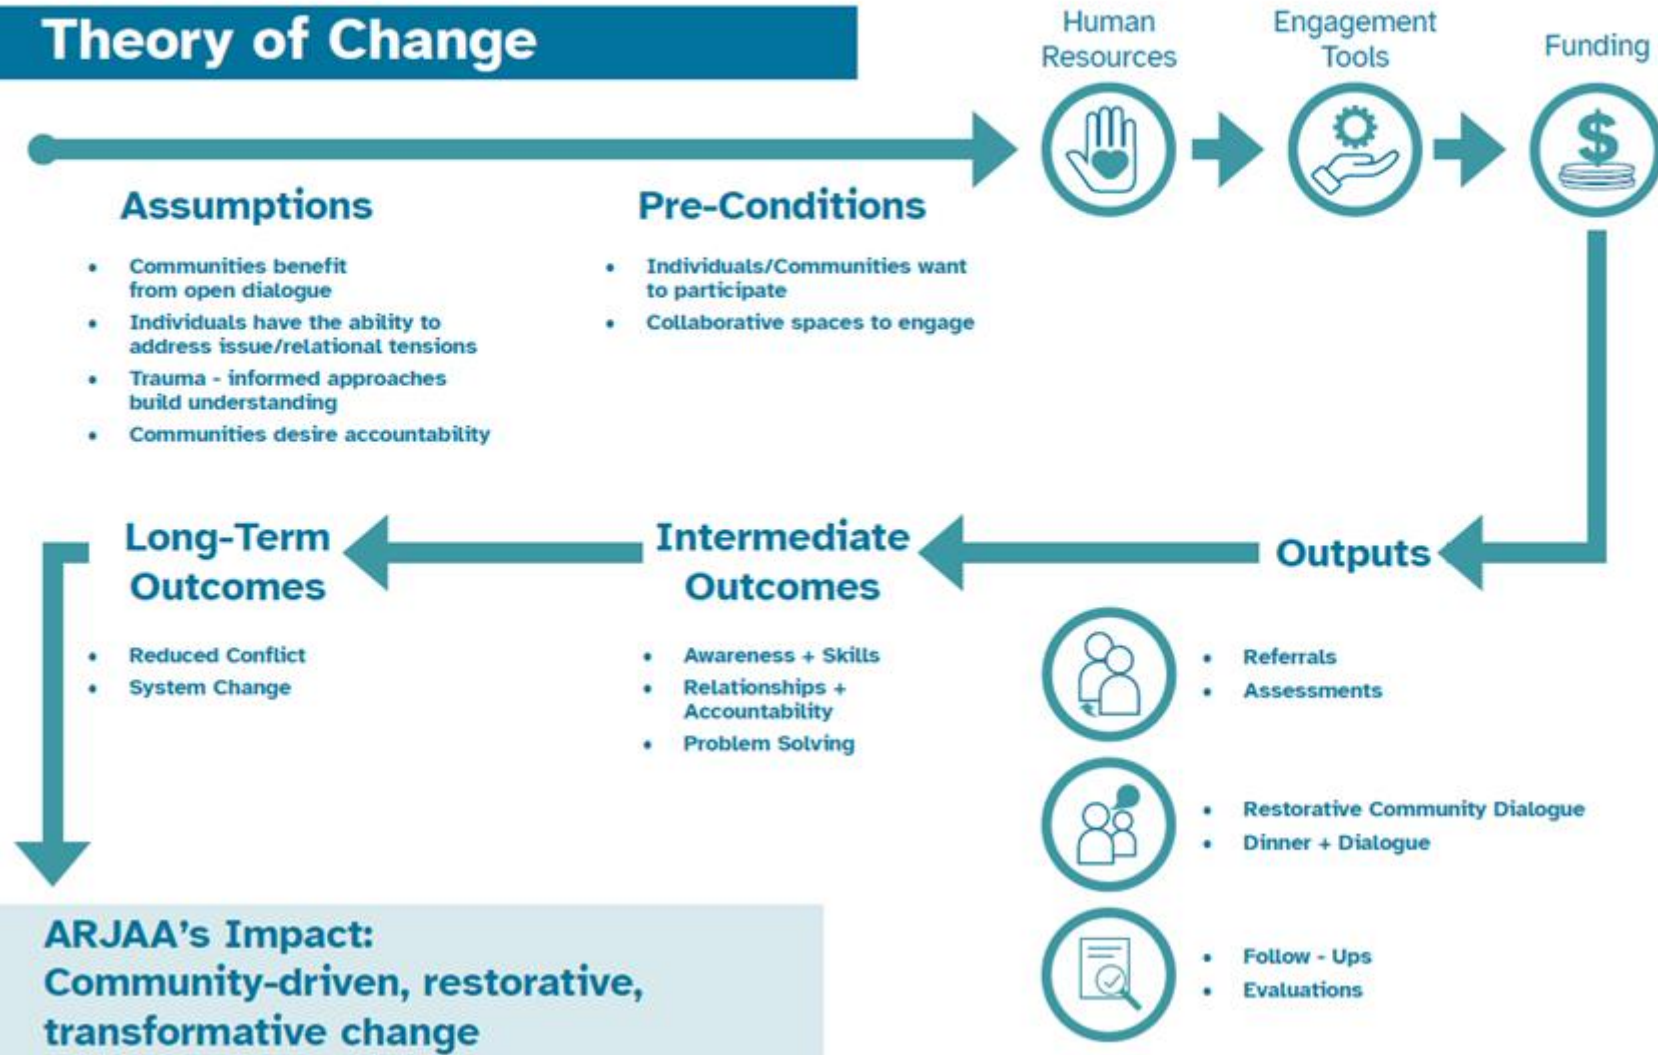 Theory of Change
Human
Resources
Engagement
Tools
Funding
$
Assumptions
• Communities benefit
from open dialogue
• Individuals have the ability to
address issue/relational tensions
• Trauma - informed approaches
build understanding
• Communities desire accountability
Pre-Conditions
• Individuals/Communities want
to participate
• Collaborative spaces to engage
Outputs
• Referrals
• Assessments
• Restorative Community Dialogue
• Dinner + Dialogue
• Follow - Ups
• Evaluations
Intermediate
Outcomes
• Awareness + Skills
• Relationships +
Accountability
• Problem Solving
Long-Term
Outcomes
• Reduced Conflict
• System Change
ARJAA's Impact:
Community-driven, restorative,
transformative change